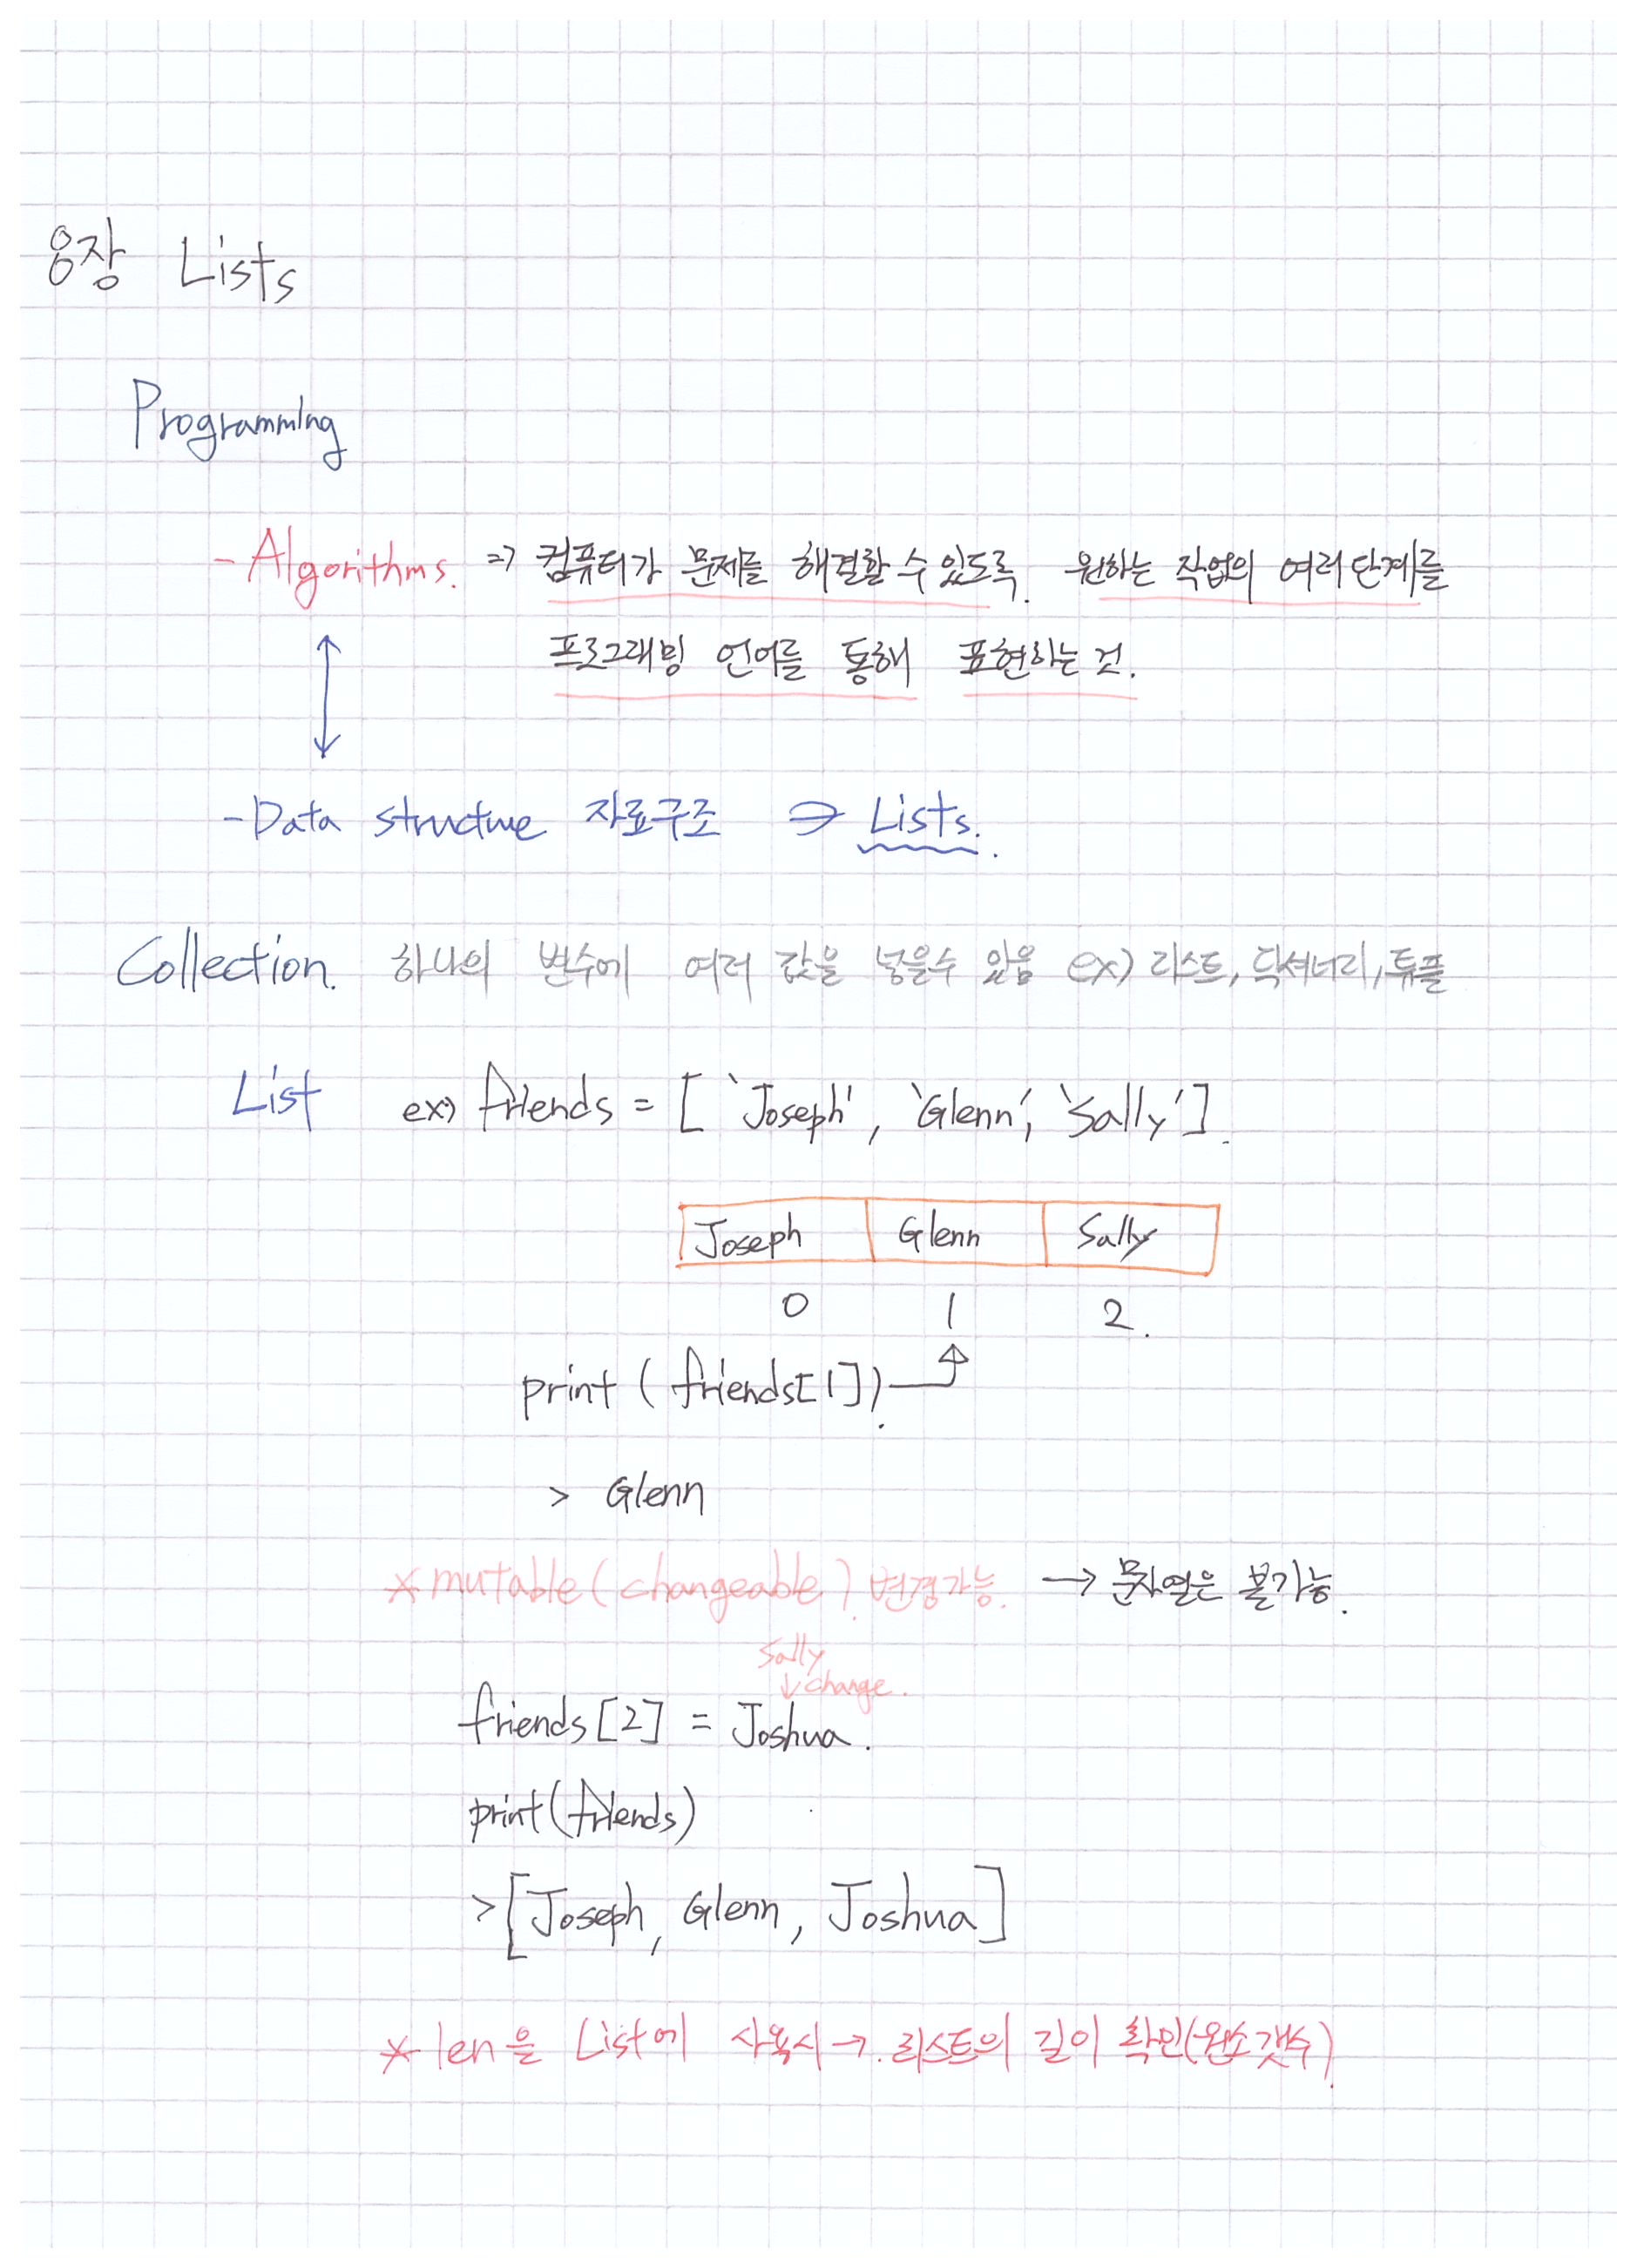 8장 Lists
Programming
- Algorithms. => 컴퓨터가 문제를 해결할 수 있도록. 원하는 작업의 여러단계를
프로그래밍 언어를 통해 표현하는 것.
- Data structure 자료구조 => Lists.
Collection. 하나의 변수에 여러 값을 넣을수 있음 ex) 리스트, 딕셔너리, 튜플
List ex) friends = [ 'Joseph', 'Glenn', 'Sally'].
Joseph Glenn Sally
0 1 2.
print (friends[1]).
> Glenn
* mutable (changeable). 변경가능. → 문자열은 불가능.
Sally
↓ change.
friends [2] = Joshua.
print(friends)
> [Joseph, Glenn, Joshua]
* len을 List에 사용시 →. 리스트의 길이 확인(원소 갯수).